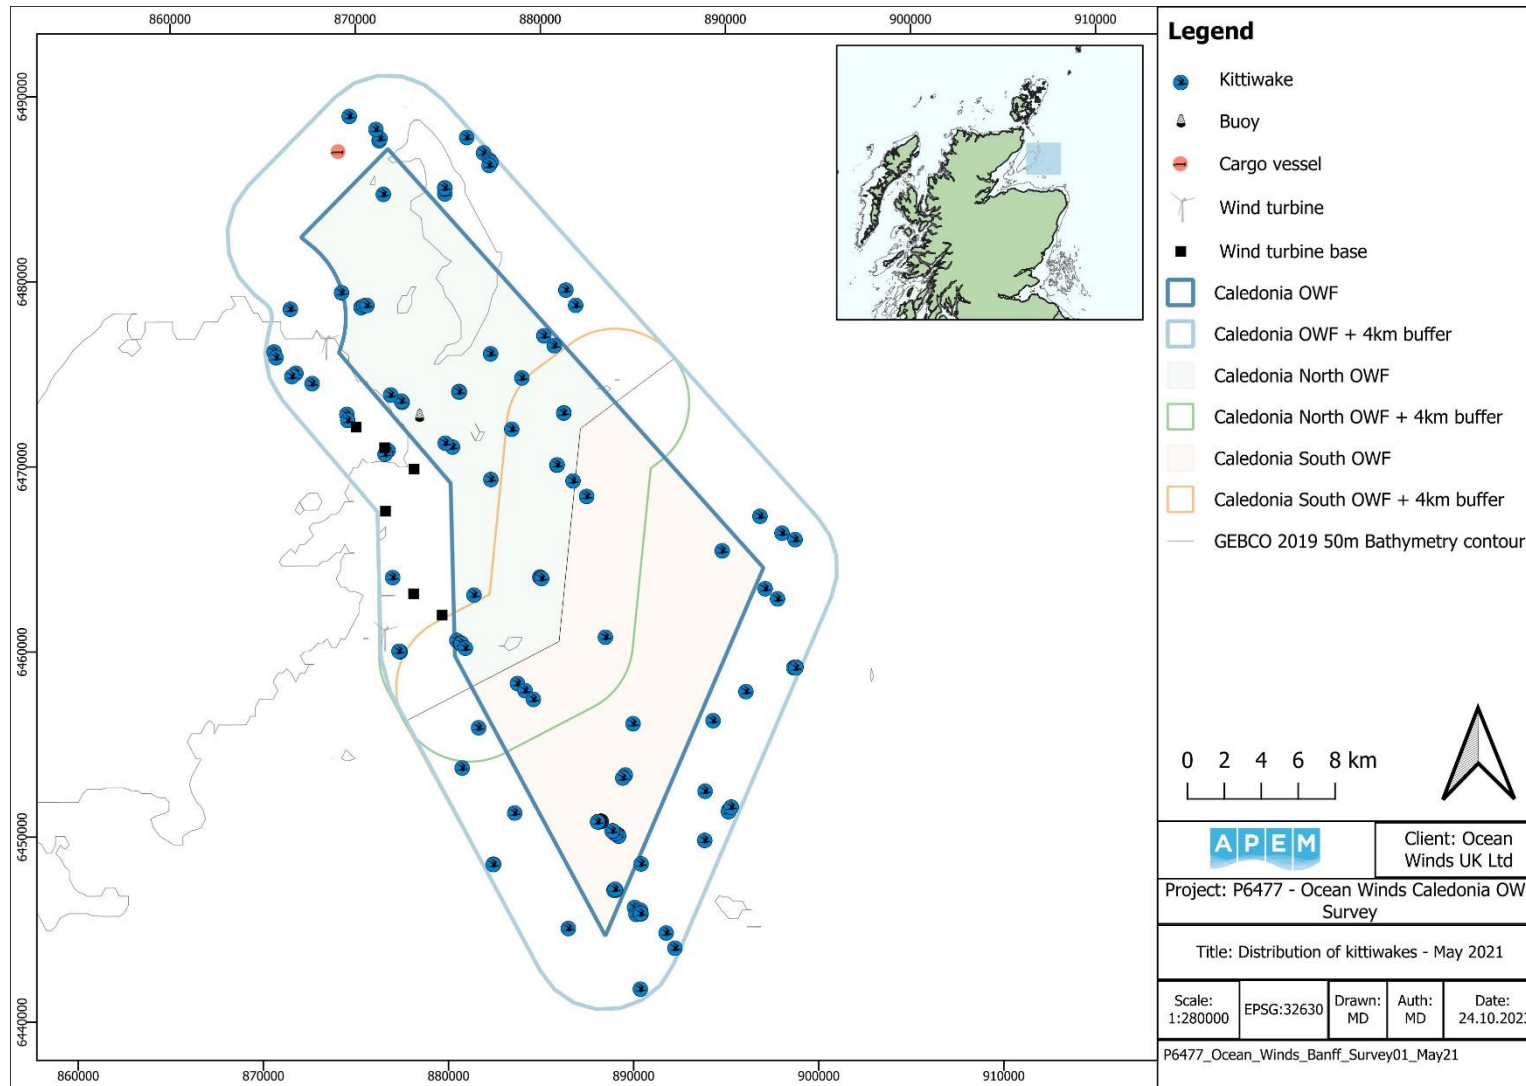 860000 870000 880000 890000 900000 910000
6490000
6480000
6470000
6460000
6450000
6440000
860000 870000 880000 890000 900000 910000
Legend
Kittiwake
Buoy
Cargo vessel
Wind turbine
Wind turbine base
Caledonia OWF
Caledonia OWF + 4km buffer
Caledonia North OWF
Caledonia North OWF + 4km buffer
Caledonia South OWF
Caledonia South OWF + 4km buffer
GEBCO 2019 50m Bathymetry contour
0 2 4 6 8 km
APEM
Client: Ocean
Winds UK Ltd
Project: P6477 - Ocean Winds Caledonia OW
Survey
Title: Distribution of kittiwakes - May 2021
Scale:
1:280000
EPSG:32630
Drawn:
MD
Auth:
MD
Date:
24.10.2023
P6477_Ocean_Winds_Banff_Survey01_May21